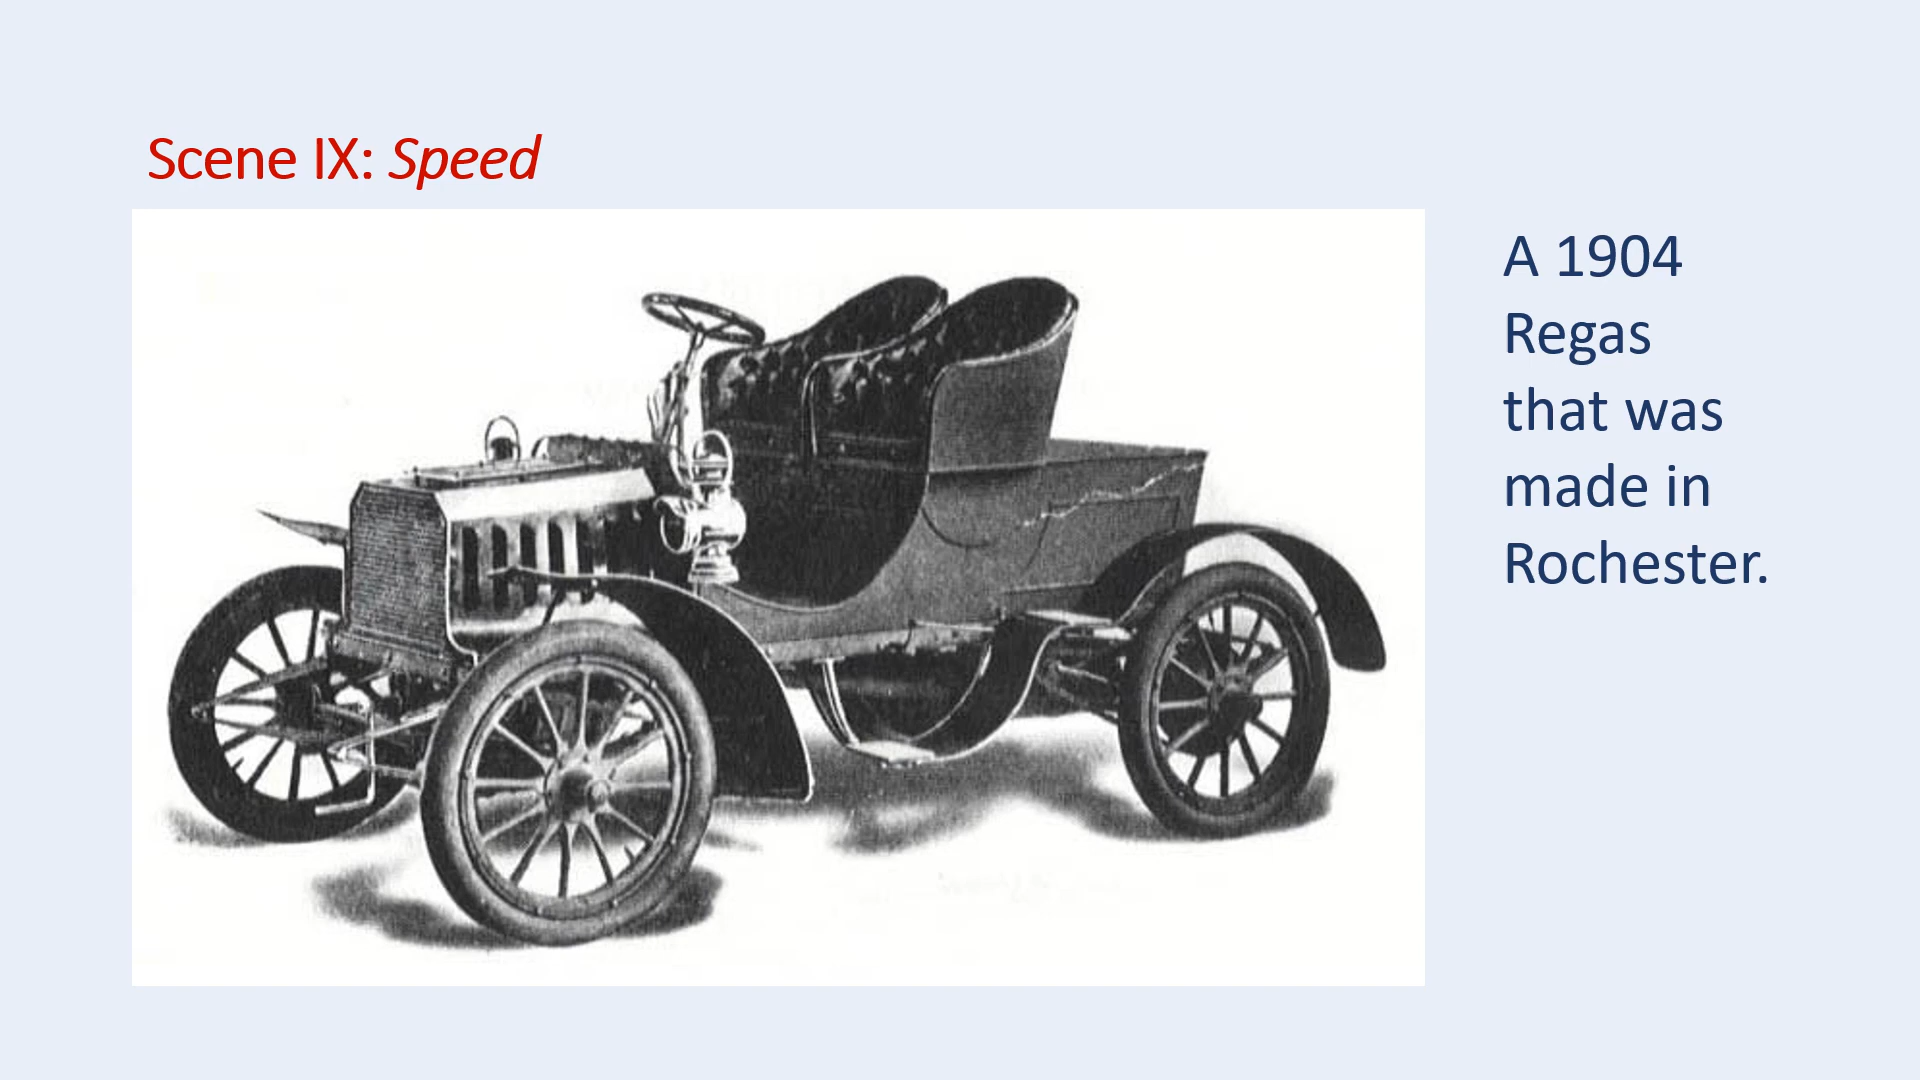 Scene IX: Speed
A 1904
Regas
that was
made in
Rochester.